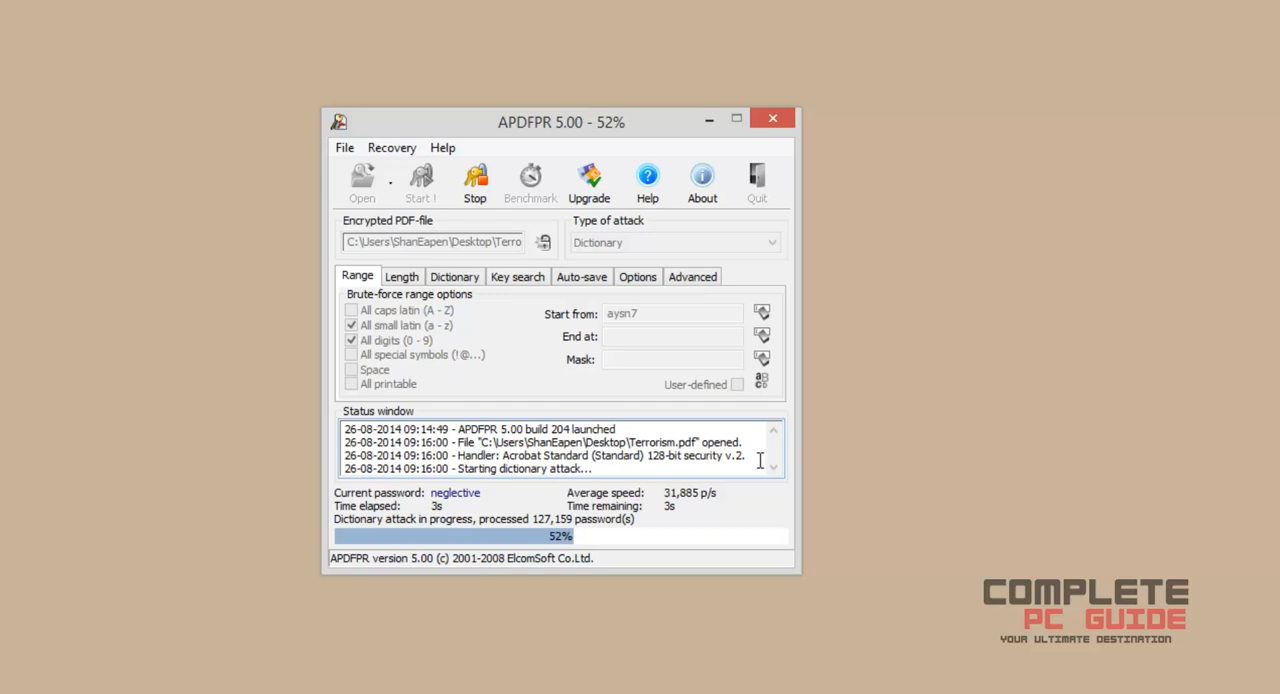 APDFPR 5.00 - 52%
File Recovery Help
Open Start ! Stop Benchmark Upgrade Help About Quit
Encrypted PDF-file Type of attack
C:\Users\ShanEapen\Desktop\Terro Dictionary
Range Length Dictionary Key search Auto-save Options Advanced
Brute-force range options
All caps latin (A - Z)
All small latin (a - z)
All digits (0 - 9)
All special symbols (!@...)
Space
All printable
Start from: aysn7
End at:
Mask:
User-defined
Status window
26-08-2014 09:14:49 - APDFPR 5.00 build 204 launched
26-08-2014 09:16:00 - File "C:\Users\ShanEapen\Desktop\Terrorism.pdf" opened.
26-08-2014 09:16:00 - Handler: Acrobat Standard (Standard) 128-bit security v.2.
26-08-2014 09:16:00 - Starting dictionary attack...
Current password: neglective Average speed: 31,885 p/s
Time elapsed: 3s Time remaining: 3s
Dictionary attack in progress, processed 127,159 password(s)
52%
APDFPR version 5.00 (c) 2001-2008 ElcomSoft Co.Ltd.
COMPLETE
PC GUIDE
YOUR ULTIMATE DESTINATION